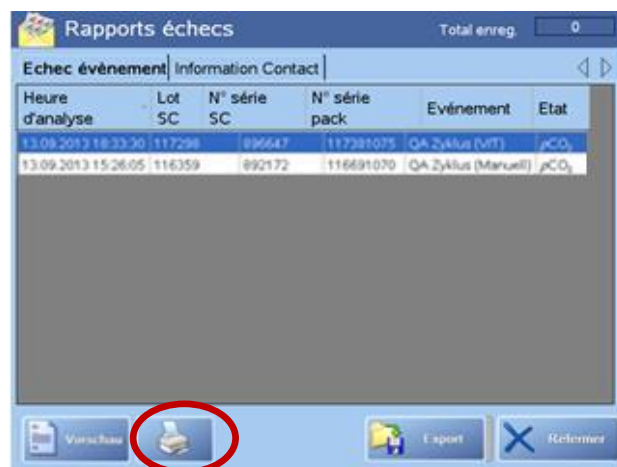 Rapports échecs Total enreg. 0
Echec évènement Information Contact
Heure d'analyse Lot SC N° série SC N° série pack Evénement Etat
13.09.2013 18:33:30 117298 896647 117381075 QA Zyklus (VIT) pCO₂
13.09.2013 15:26:05 116359 892172 116691070 QA Zyklus (Manuell) pCO₂
Vorschau Export Refermer